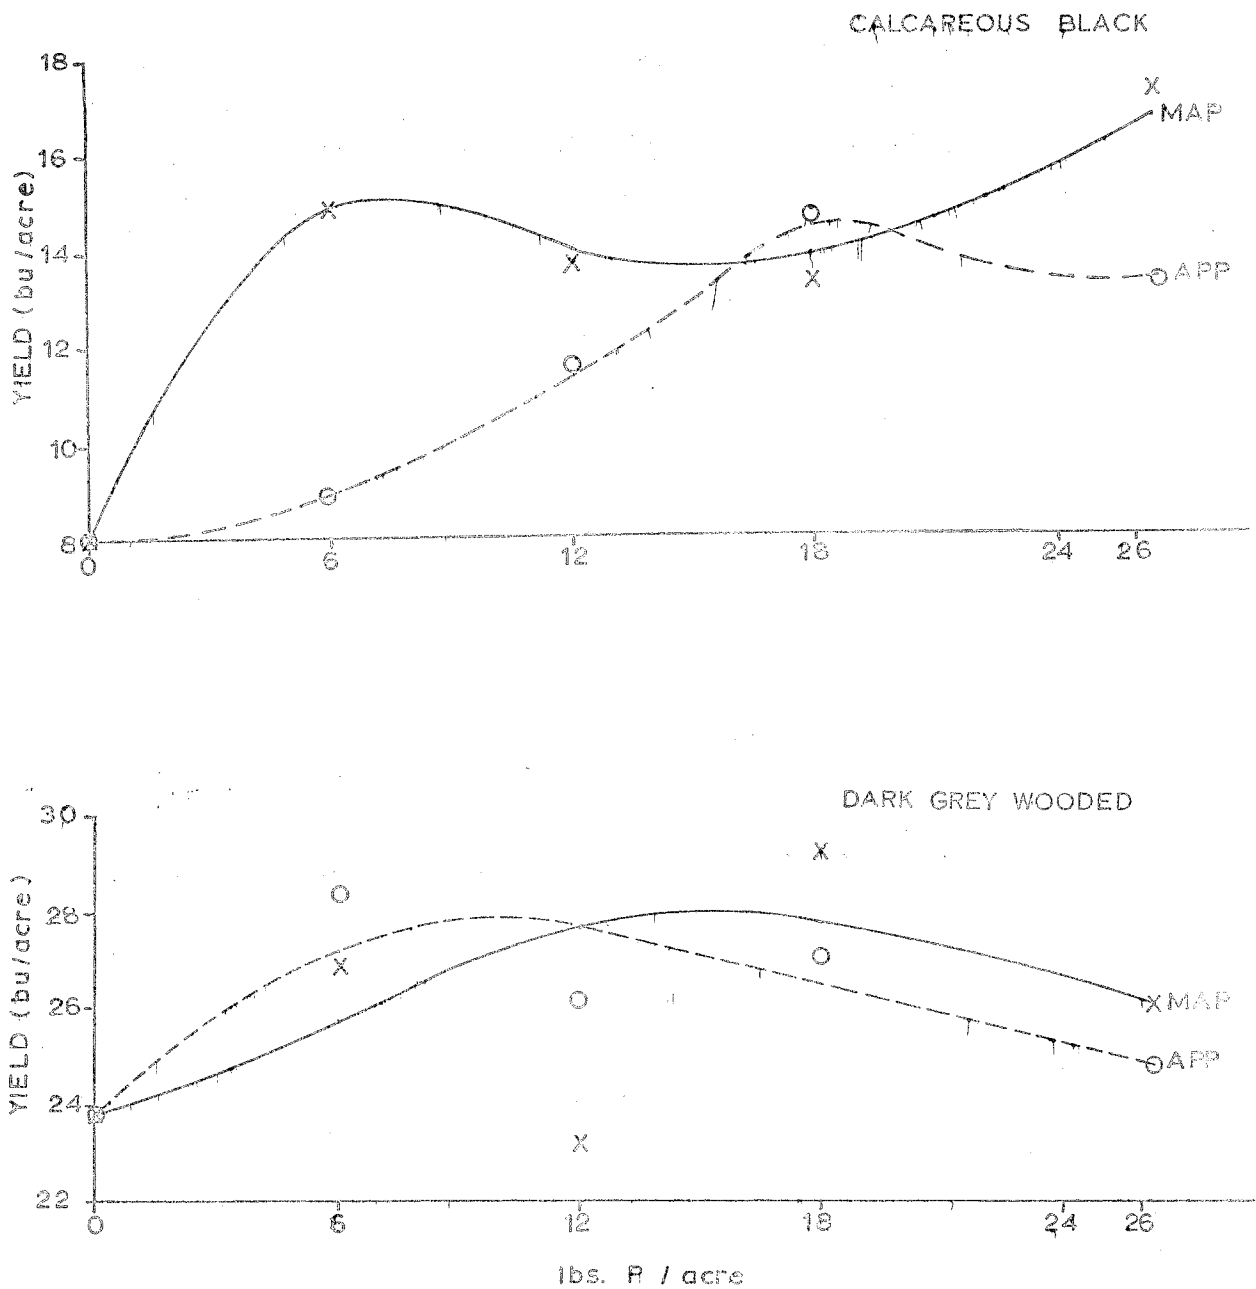 CALCAREOUS BLACK
YIELD (bu/acre)
18
16
14
12
10
8
0 6 12 18 24 26
X
MAP
O
APP
DARK GREY WOODED
YIELD (bu/acre)
30
28
26
24
22
0 6 12 18 24 26
X MAP
O APP
lbs. P / acre